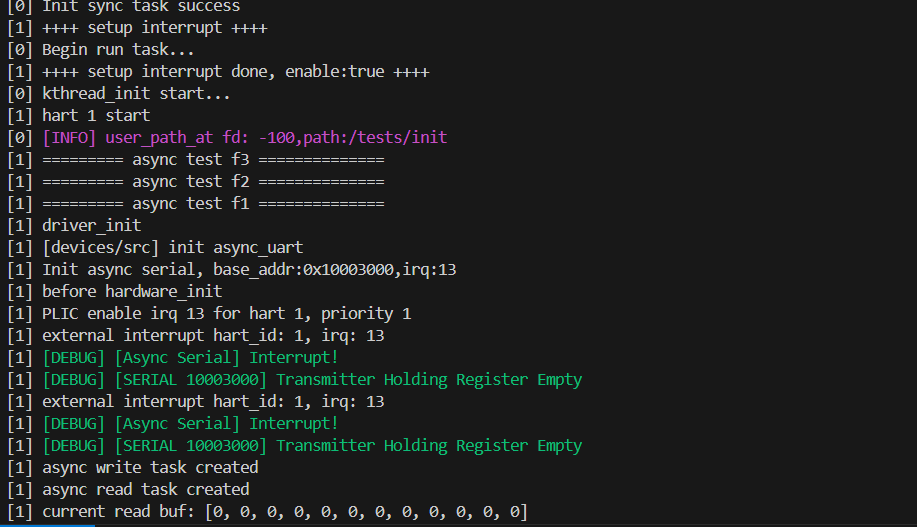 [0] Init sync task success
[1] ++++ setup interrupt ++++
[0] Begin run task...
[1] ++++ setup interrupt done, enable:true ++++
[0] kthread_init start...
[1] hart 1 start
[0] [INFO] user_path_at fd: -100,path:/tests/init
[1] ========= async test f3 ==============
[1] ========= async test f2 ==============
[1] ========= async test f1 ==============
[1] driver_init
[1] [devices/src] init async_uart
[1] Init async serial, base_addr:0x10003000,irq:13
[1] before hardware_init
[1] PLIC enable irq 13 for hart 1, priority 1
[1] external interrupt hart_id: 1, irq: 13
[1] [DEBUG] [Async Serial] Interrupt!
[1] [DEBUG] [SERIAL 10003000] Transmitter Holding Register Empty
[1] external interrupt hart_id: 1, irq: 13
[1] [DEBUG] [Async Serial] Interrupt!
[1] [DEBUG] [SERIAL 10003000] Transmitter Holding Register Empty
[1] async write task created
[1] async read task created
[1] current read buf: [0, 0, 0, 0, 0, 0, 0, 0, 0, 0, 0, 0]